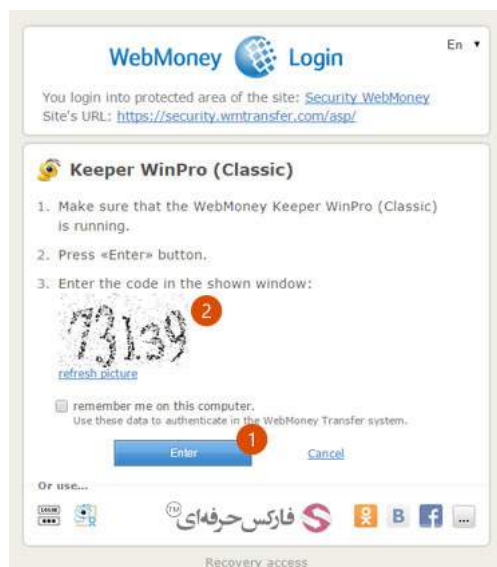 WebMoney Login
En ▼
You login into protected area of the site: Security WebMoney
Site's URL: https://security.wmtransfer.com/asp/
Keeper WinPro (Classic)
1. Make sure that the WebMoney Keeper WinPro (Classic)
is running.
2. Press «Enter» button.
3. Enter the code in the shown window:
73139
2
refresh picture
remember me on this computer.
Use these data to authenticate in the WebMoney Transfer system.
1
Enter
Cancel
Or use...
LOGIN
فارکس حرفه‌ای TM
B
f
...
Recovery access